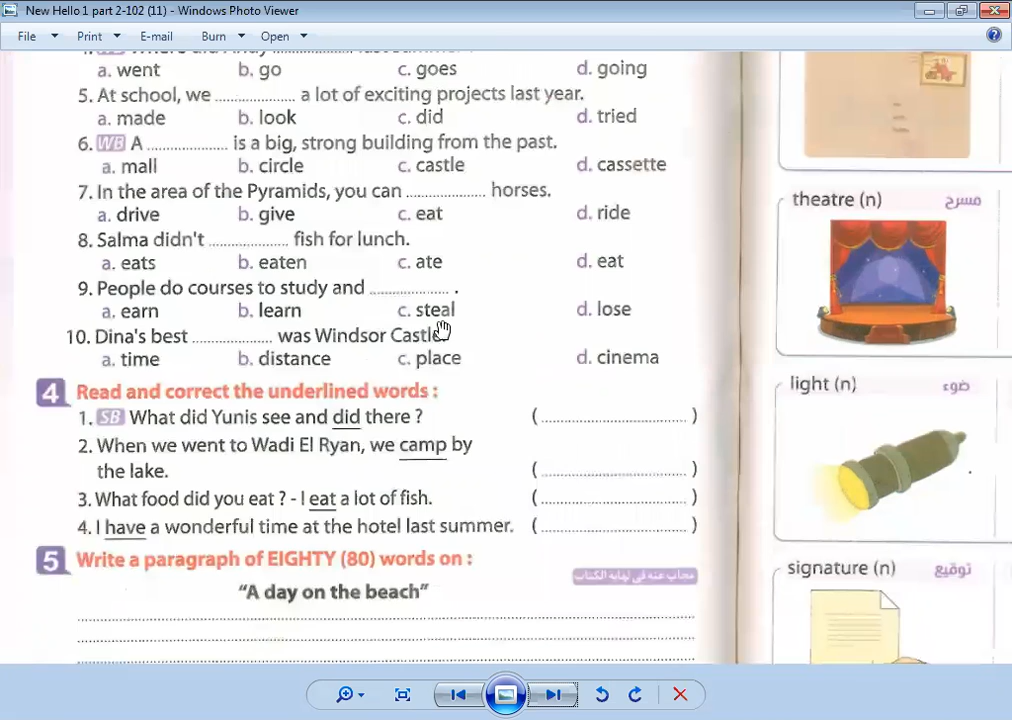 New Hello 1 part 2-102 (11) - Windows Photo Viewer
File Print E-mail Burn Open
a. went b. go c. goes d. going
5. At school, we .................... a lot of exciting projects last year.
a. made b. look c. did d. tried
6. WB A .................... is a big, strong building from the past.
a. mall b. circle c. castle d. cassette
7. In the area of the Pyramids, you can .................... horses.
a. drive b. give c. eat d. ride
8. Salma didn't .................... fish for lunch.
a. eats b. eaten c. ate d. eat
9. People do courses to study and .................... .
a. earn b. learn c. steal d. lose
10. Dina's best .................... was Windsor Castle.
a. time b. distance c. place d. cinema
4 Read and correct the underlined words :
1. SB What did Yunis see and did there ? (....................)
2. When we went to Wadi El Ryan, we camp by
the lake. (....................)
3. What food did you eat ? - I eat a lot of fish. (....................)
4. I have a wonderful time at the hotel last summer. (....................)
5 Write a paragraph of EIGHTY (80) words on :
مجاب عنه فى نهاية الكتاب
"A day on the beach"
theatre (n) مسرح
light (n) ضوء
signature (n) توقيع